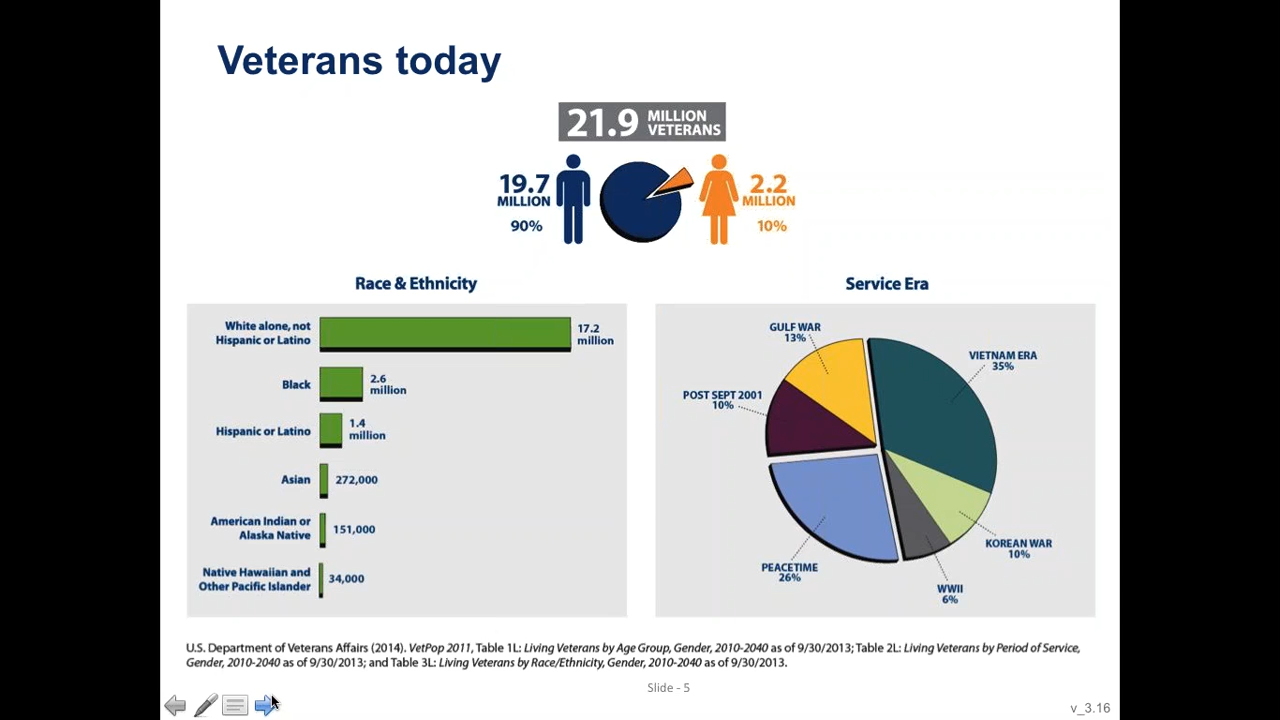 Veterans today
21.9 MILLION
VETERANS
19.7
MILLION
90%
2.2
MILLION
10%
Race & Ethnicity
White alone, not
Hispanic or Latino
17.2
million
Black
2.6
million
Hispanic or Latino
1.4
million
Asian
272,000
American Indian or
Alaska Native
151,000
Native Hawaiian and
Other Pacific Islander
34,000
Service Era
GULF WAR
13%
VIETNAM ERA
35%
POST SEPT 2001
10%
KOREAN WAR
10%
PEACETIME
26%
WWII
6%
U.S. Department of Veterans Affairs (2014). VetPop 2011, Table 1L: Living Veterans by Age Group, Gender, 2010-2040 as of 9/30/2013; Table 2L: Living Veterans by Period of Service,
Gender, 2010-2040 as of 9/30/2013; and Table 3L: Living Veterans by Race/Ethnicity, Gender, 2010-2040 as of 9/30/2013.
Slide - 5
v_3.16